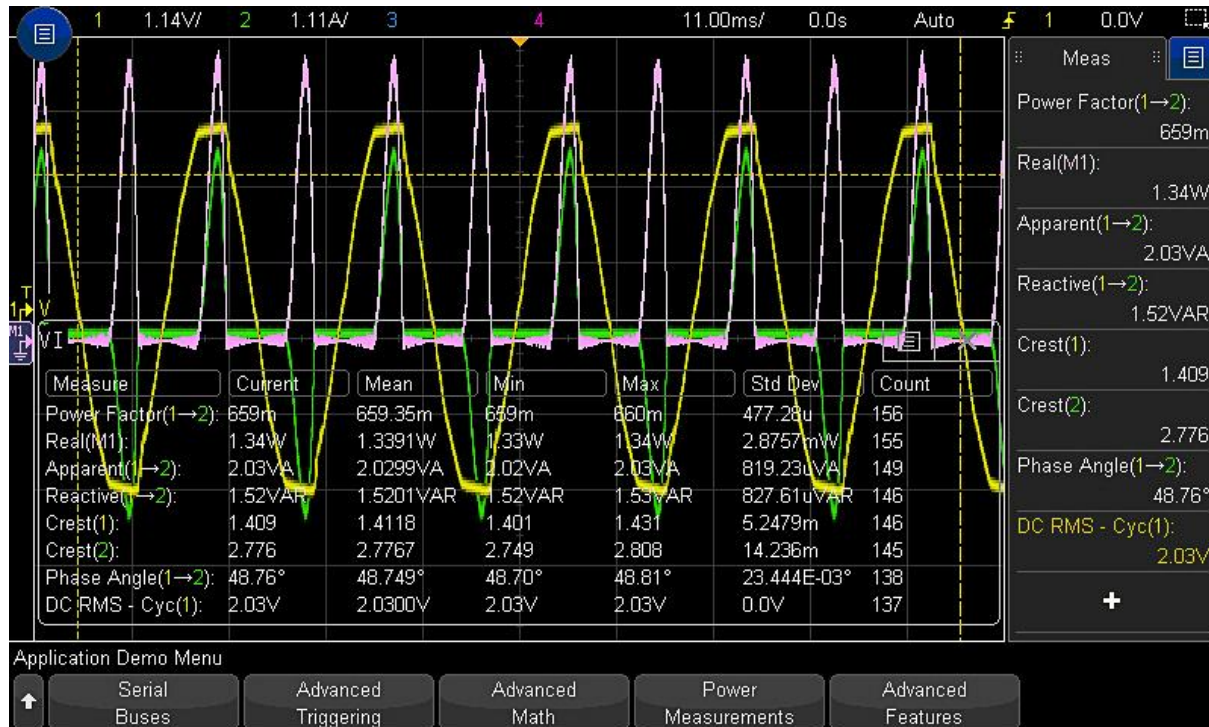 1 1.14V/ 2 1.11A/ 3 4 11.00ms/ 0.0s Auto 1 0.0V
Meas
Power Factor(1→2):
659m
Real(M1):
1.34W
Apparent(1→2):
2.03VA
Reactive(1→2):
1.52VAR
Crest(1):
1.409
Crest(2):
2.776
Phase Angle(1→2):
48.76°
DC RMS - Cyc(1):
2.03V
+
T
1 V
M1 VI
Measure Current Mean Min Max Std Dev Count
Power Factor(1→2): 659m 659.35m 659m 660m 477.28u 156
Real(M1): 1.34W 1.3391W 1.33W 1.34W 2.8757mW 155
Apparent(1→2): 2.03VA 2.0299VA 2.02VA 2.03VA 819.23uVA 149
Reactive(1→2): 1.52VAR 1.5201VAR 1.52VAR 1.53VAR 827.61uVAR 146
Crest(1): 1.409 1.4118 1.401 1.431 5.2479m 146
Crest(2): 2.776 2.7767 2.749 2.808 14.236m 145
Phase Angle(1→2): 48.76° 48.749° 48.70° 48.81° 23.444E-03° 138
DC RMS - Cyc(1): 2.03V 2.0300V 2.03V 2.03V 0.0V 137
Application Demo Menu
Serial Buses
Advanced Triggering
Advanced Math
Power Measurements
Advanced Features